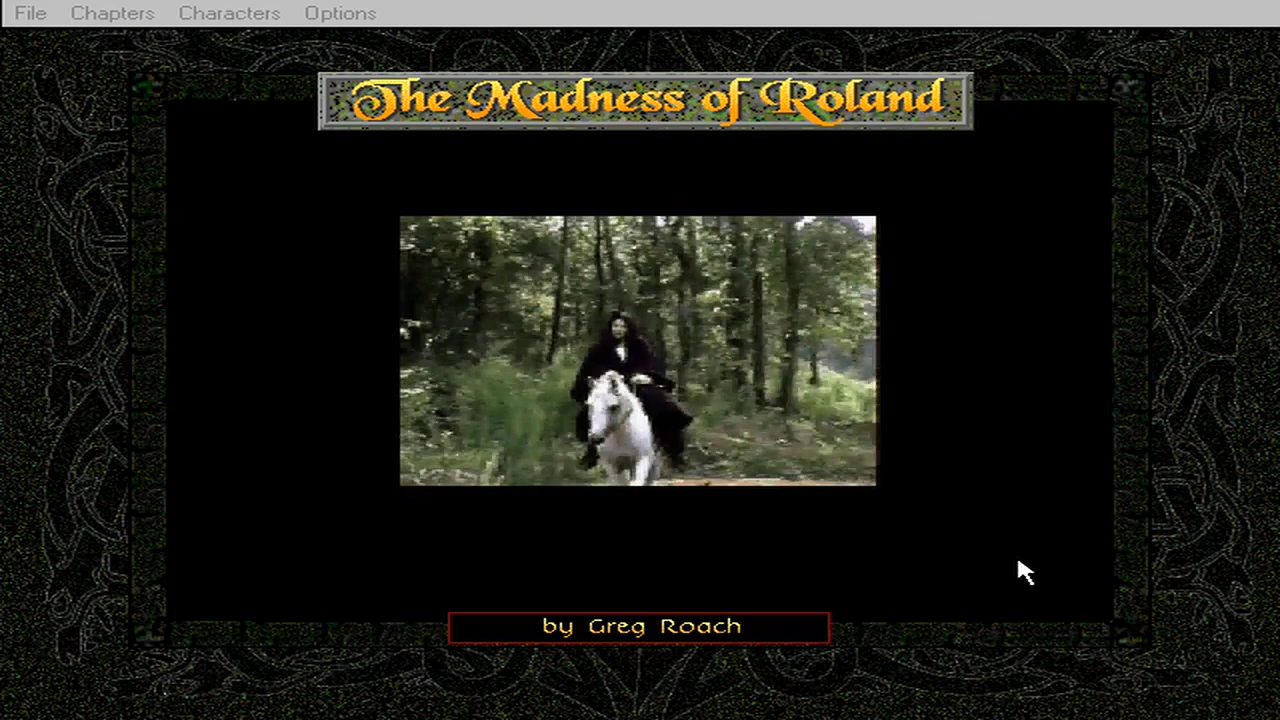 File Chapters Characters Options
The Madness of Roland
by Greg Roach